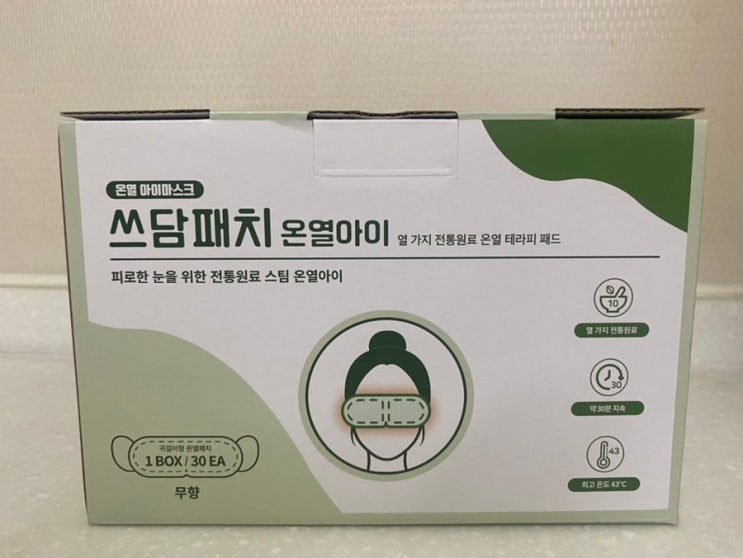 온열 아이마스크
쓰담패치 온열아이 열 가지 전통원료 온열 테라피 패드
피로한 눈을 위한 전통원료 스팀 온열아이
10
열 가지 전통원료
30
약 30분 지속
43
최고 온도 43°C
귀걸이형 온열패치
1 BOX / 30 EA
무향